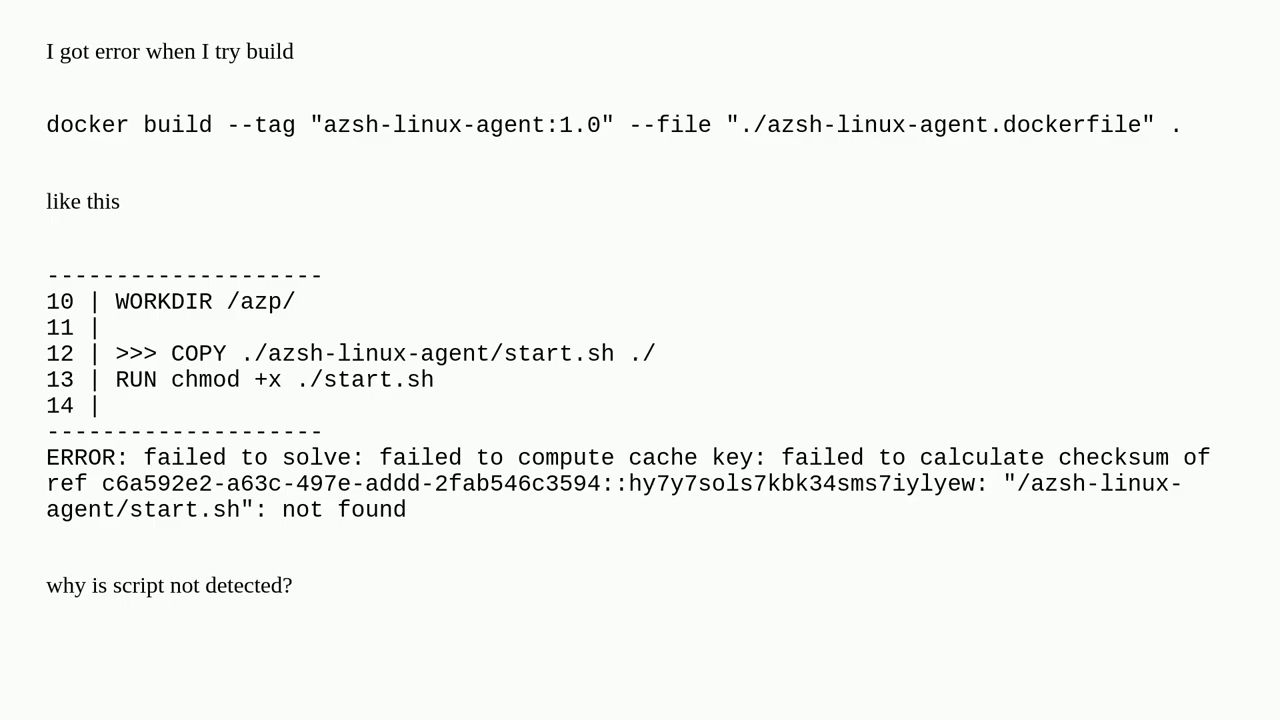 I got error when I try build
docker build --tag "azsh-linux-agent:1.0" --file "./azsh-linux-agent.dockerfile" .
like this
--------------------
10 | WORKDIR /azp/
11 |
12 | >>> COPY ./azsh-linux-agent/start.sh ./
13 | RUN chmod +x ./start.sh
14 |
--------------------
ERROR: failed to solve: failed to compute cache key: failed to calculate checksum of
ref c6a592e2-a63c-497e-addd-2fab546c3594::hy7y7sols7kbk34sms7iylyew: "/azsh-linux-
agent/start.sh": not found
why is script not detected?